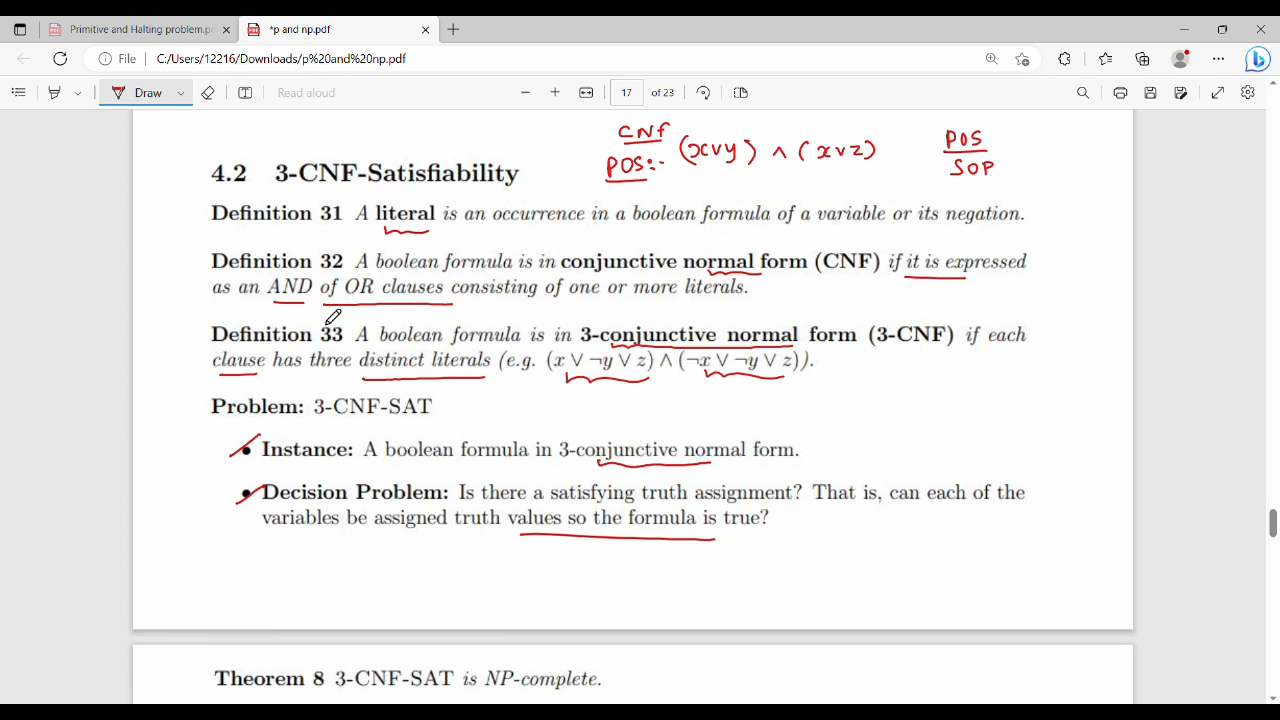 Primitive and Halting problem.pd
*p and np.pdf
File C:/Users/12216/Downloads/p%20and%20np.pdf
Draw Read aloud 17 of 23
CNf
POS:- (x∨y) ∧ (x∨z)
POS
SOP
4.2 3-CNF-Satisfiability
Definition 31 A literal is an occurrence in a boolean formula of a variable or its negation.
Definition 32 A boolean formula is in conjunctive normal form (CNF) if it is expressed
as an AND of OR clauses consisting of one or more literals.
Definition 33 A boolean formula is in 3-conjunctive normal form (3-CNF) if each
clause has three distinct literals (e.g. (x ∨ ¬y ∨ z) ∧ (¬x ∨ ¬y ∨ z)).
Problem: 3-CNF-SAT
• Instance: A boolean formula in 3-conjunctive normal form.
• Decision Problem: Is there a satisfying truth assignment? That is, can each of the
variables be assigned truth values so the formula is true?
Theorem 8 3-CNF-SAT is NP-complete.